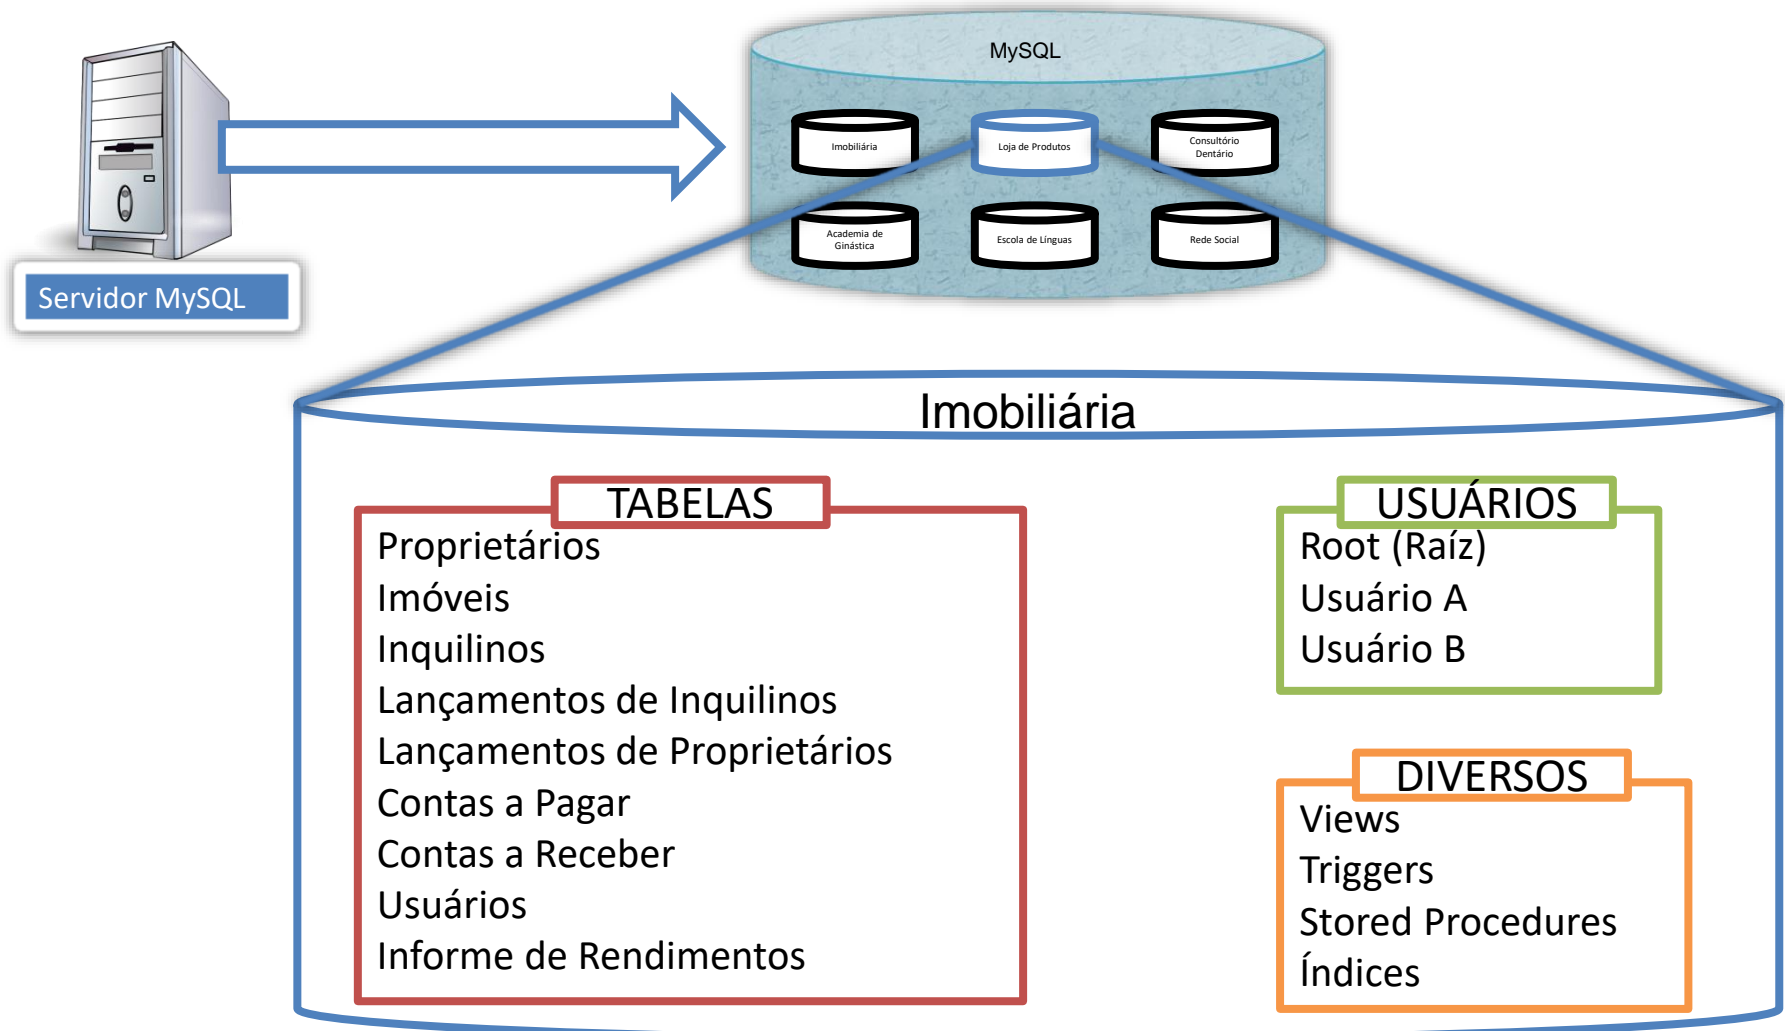 MySQL
Imobiliária
Loja de Produtos
Consultório
Dentário
Academia de
Ginástica
Escola de Línguas
Rede Social
Servidor MySQL
Imobiliária
TABELAS
Proprietários
Imóveis
Inquilinos
Lançamentos de Inquilinos
Lançamentos de Proprietários
Contas a Pagar
Contas a Receber
Usuários
Informe de Rendimentos
USUÁRIOS
Root (Raíz)
Usuário A
Usuário B
DIVERSOS
Views
Triggers
Stored Procedures
Índices